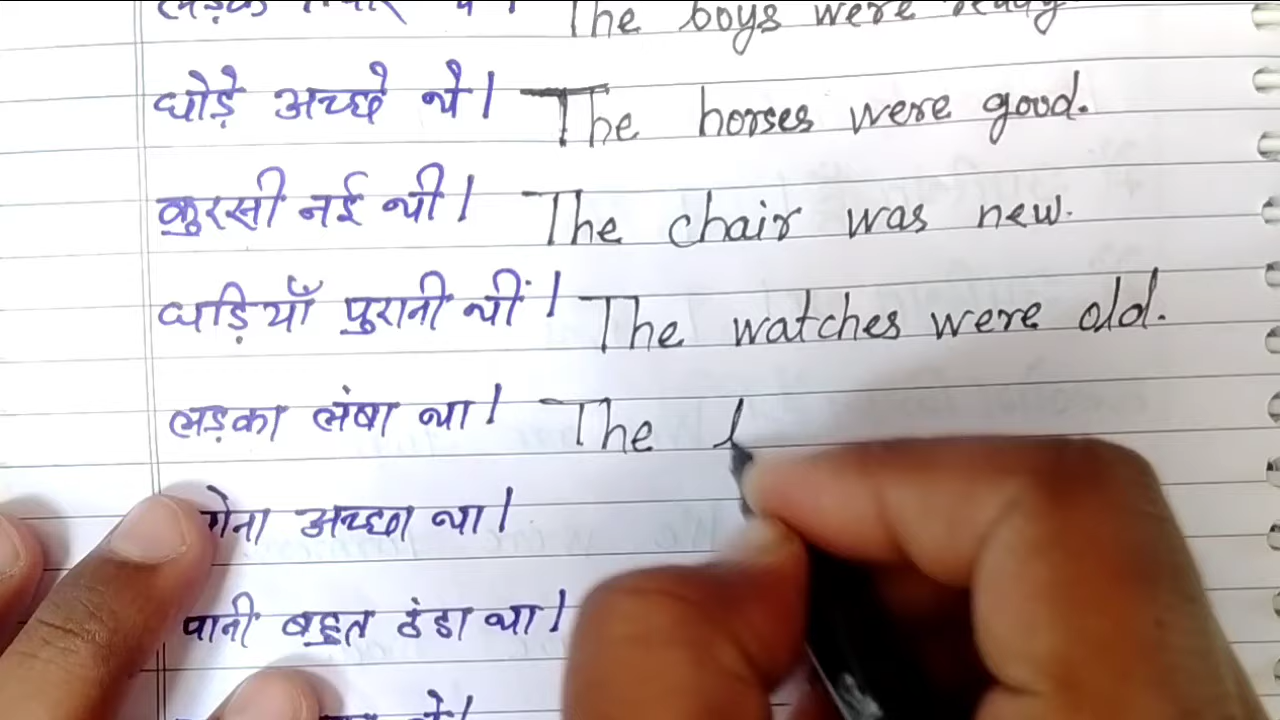 The boys were ready
घोड़े अच्छे थे। The horses were good.
कुरसी नई थी। The chair was new.
घड़ियाँ पुरानी थीं। The watches were old.
लड़का लंबा था। The
अच्छा था।
पानी बहुत ठंडा था।